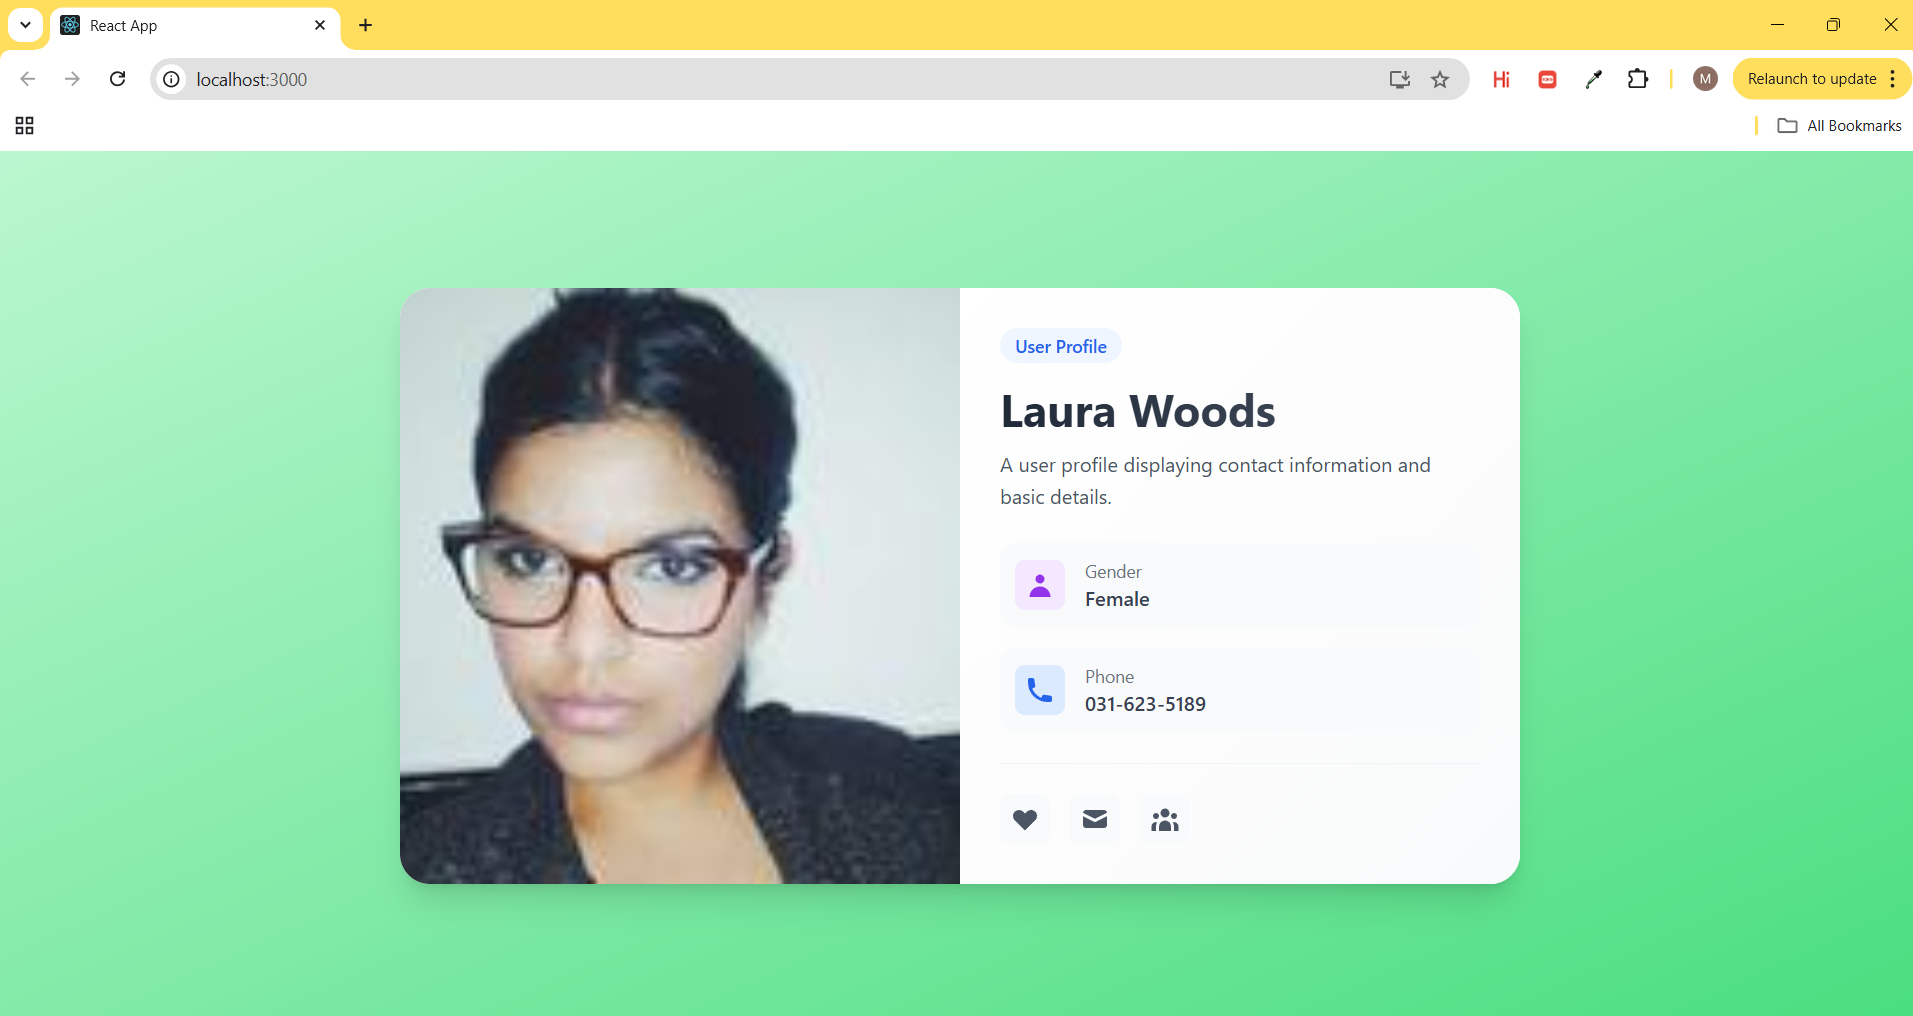 React App
localhost:3000
Hi
M
Relaunch to update
All Bookmarks
User Profile
Laura Woods
A user profile displaying contact information and
basic details.
Gender
Female
Phone
031-623-5189